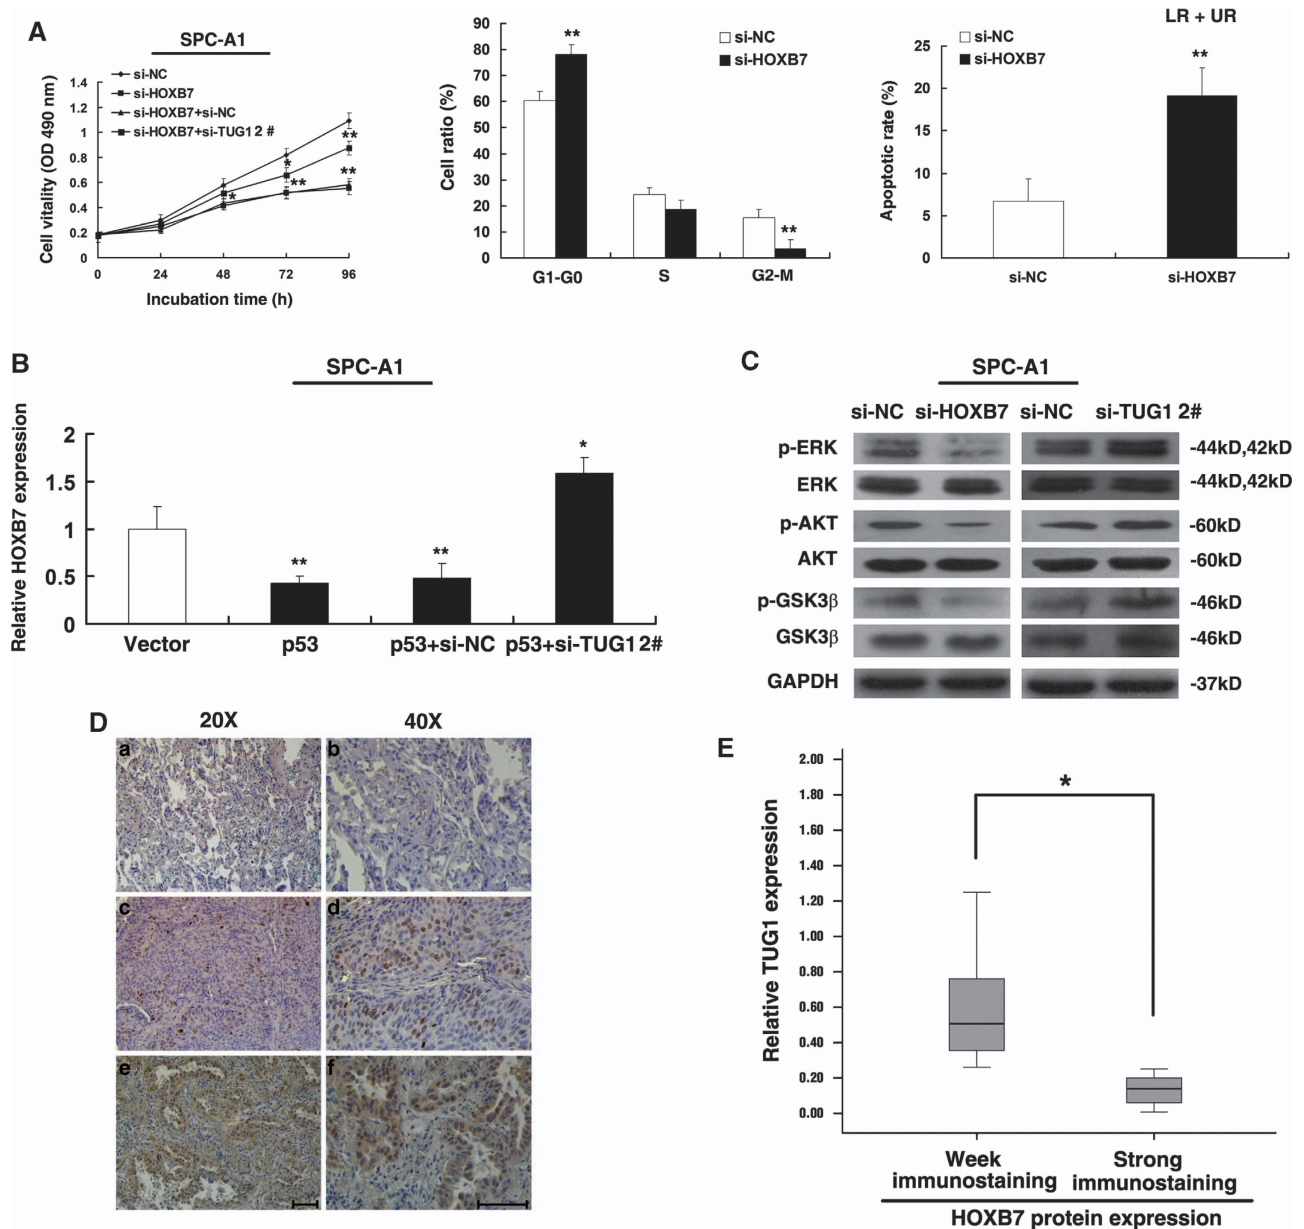 A
SPC-A1
si-NC
si-HOXB7
si-HOXB7+si-NC
si-HOXB7+si-TUG1 2 #
Cell vitality (OD 490 nm)
1.4
1.2
1
0.8
0.6
0.4
0.2
0
* ** * ** **
0 24 48 72 96
Incubation time (h)
si-NC
si-HOXB7
Cell ratio (%)
90
80
70
60
50
40
30
20
10
0
**
**
G1-G0 S G2-M
LR + UR
si-NC
si-HOXB7
Apoptotic rate (%)
25
20
15
10
5
0
**
si-NC si-HOXB7
B
SPC-A1
Relative HOXB7 expression
2
1.5
1
0.5
0
** ** *
Vector p53 p53+si-NC p53+si-TUG1 2#
C
SPC-A1
si-NC si-HOXB7 si-NC si-TUG1 2#
p-ERK -44kD,42kD
ERK -44kD,42kD
p-AKT -60kD
AKT -60kD
p-GSK3β -46kD
GSK3β -46kD
GAPDH -37kD
D
20X 40X
a b
c d
e f
E
Relative TUG1 expression
2.00
1.80
1.60
1.40
1.20
1.00
0.80
0.60
0.40
0.20
0.00
*
Week immunostaining
Strong immunostaining
HOXB7 protein expression